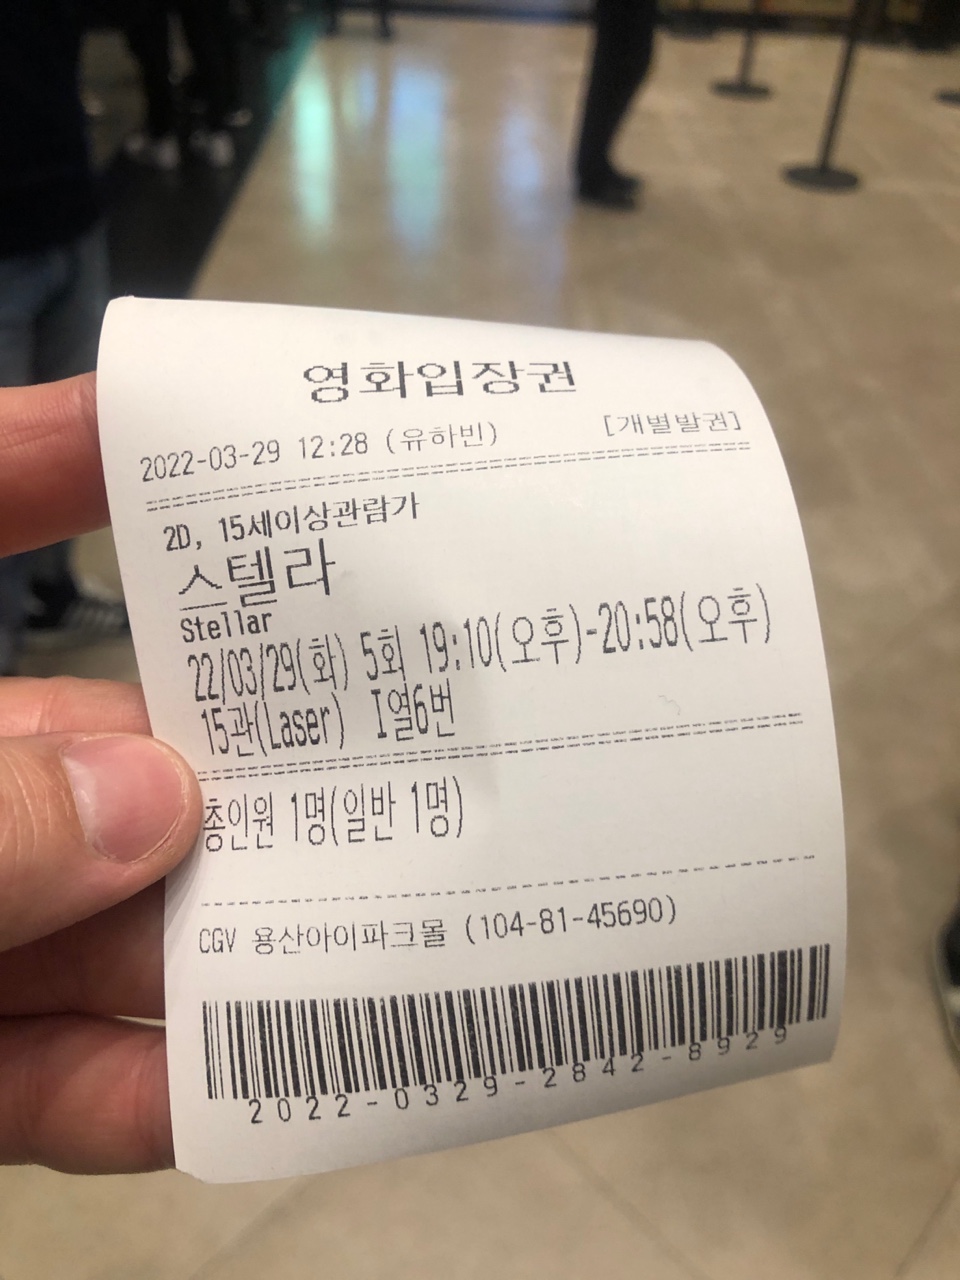 영화입장권
2022-03-29 12:28 (유하빈) [개별발권]
2D, 15세이상관람가
스텔라
Stellar
22/03/29(화) 5회 19:10(오후)-20:58(오후)
15관(Laser) I열6번
총인원 1명(일반 1명)
CGV 용산아이파크몰 (104-81-45690)
2022-0329-2842-8929